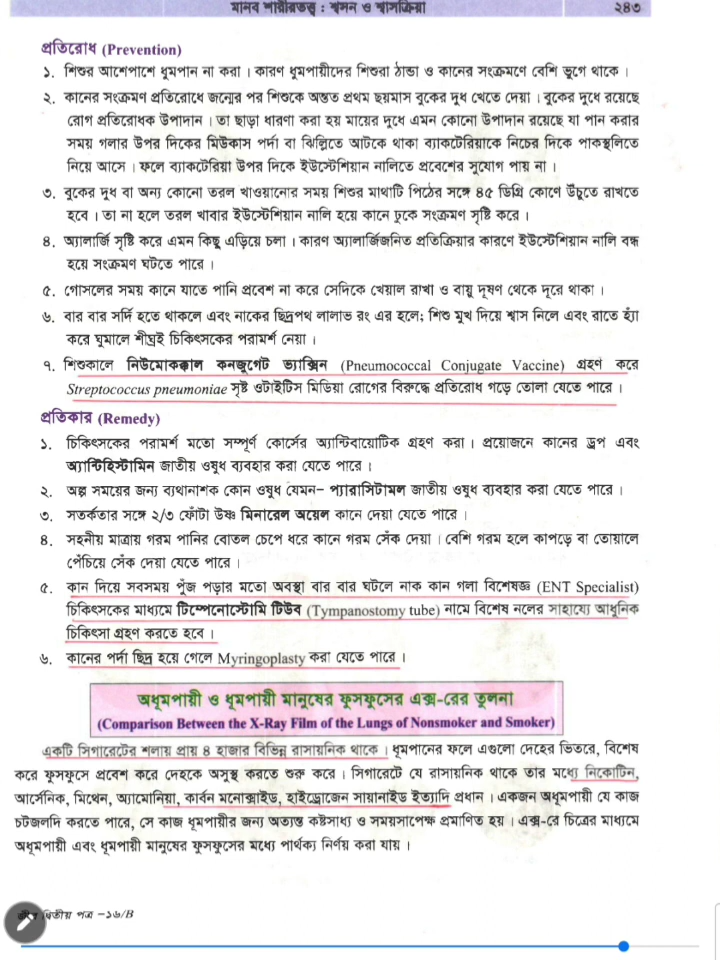 মানব শারীরতত্ত্ব : শ্বসন ও শ্বাসক্রিয়া ২৪৩
প্রতিরোধ (Prevention)
১. শিশুর আশেপাশে ধূমপান না করা। কারণ ধূমপায়ীদের শিশুরা ঠান্ডা ও কানের সংক্রমণে বেশি ভুগে থাকে।
২. কানের সংক্রমণ প্রতিরোধে জন্মের পর শিশুকে অন্তত প্রথম ছয়মাস বুকের দুধ খেতে দেয়া। বুকের দুধে রয়েছে
রোগ প্রতিরোধক উপাদান। তা ছাড়া ধারণা করা হয় মায়ের দুধে এমন কোনো উপাদান রয়েছে যা পান করার
সময় গলার উপর দিকের মিউকাস পর্দা বা ঝিল্লিতে আটকে থাকা ব্যাকটেরিয়াকে নিচের দিকে পাকস্থলিতে
নিয়ে আসে। ফলে ব্যাকটেরিয়া উপর দিকে ইউস্টেশিয়ান নালিতে প্রবেশের সুযোগ পায় না।
৩. বুকের দুধ বা অন্য কোনো তরল খাওয়ানোর সময় শিশুর মাথাটি পিঠের সঙ্গে ৪৫ ডিগ্রি কোণে উঁচুতে রাখতে
হবে। তা না হলে তরল খাবার ইউস্টেশিয়ান নালি হয়ে কানে ঢুকে সংক্রমণ সৃষ্টি করে।
৪. অ্যালার্জি সৃষ্টি করে এমন কিছু এড়িয়ে চলা। কারণ অ্যালার্জিজনিত প্রতিক্রিয়ার কারণে ইউস্টেশিয়ান নালি বন্ধ
হয়ে সংক্রমণ ঘটতে পারে।
৫. গোসলের সময় কানে যাতে পানি প্রবেশ না করে সেদিকে খেয়াল রাখা ও বায়ু দূষণ থেকে দূরে থাকা।
৬. বার বার সর্দি হতে থাকলে এবং নাকের ছিদ্রপথ লালাভ রং এর হলে; শিশু মুখ দিয়ে শ্বাস নিলে এবং রাতে হাঁ
করে ঘুমালে শীঘ্রই চিকিৎসকের পরামর্শ নেয়া।
৭. শিশুকালে নিউমোকক্কাল কনজুগেট ভ্যাক্সিন (Pneumococcal Conjugate Vaccine) গ্রহণ করে
Streptococcus pneumoniae সৃষ্ট ওটাইটিস মিডিয়া রোগের বিরুদ্ধে প্রতিরোধ গড়ে তোলা যেতে পারে।
প্রতিকার (Remedy)
১. চিকিৎসকের পরামর্শ মতো সম্পূর্ণ কোর্সের অ্যান্টিবায়োটিক গ্রহণ করা। প্রয়োজনে কানের ড্রপ এবং
অ্যান্টিহিস্টামিন জাতীয় ওষুধ ব্যবহার করা যেতে পারে।
২. অল্প সময়ের জন্য ব্যথানাশক কোন ওষুধ যেমন– প্যারাসিটামল জাতীয় ওষুধ ব্যবহার করা যেতে পারে।
৩. সতর্কতার সঙ্গে ২/৩ ফোঁটা উষ্ণ মিনারেল অয়েল কানে দেয়া যেতে পারে।
৪. সহনীয় মাত্রায় গরম পানির বোতল চেপে ধরে কানে গরম সেঁক দেয়া। বেশি গরম হলে কাপড়ে বা তোয়ালে
পেঁচিয়ে সেঁক দেয়া যেতে পারে।
৫. কান দিয়ে সবসময় পুঁজ পড়ার মতো অবস্থা বার বার ঘটলে নাক কান গলা বিশেষজ্ঞ (ENT Specialist)
চিকিৎসকের মাধ্যমে টিম্পেনোস্টোমি টিউব (Tympanostomy tube) নামে বিশেষ নলের সাহায্যে আধুনিক
চিকিৎসা গ্রহণ করতে হবে।
৬. কানের পর্দা ছিদ্র হয়ে গেলে Myringoplasty করা যেতে পারে।
অধূমপায়ী ও ধূমপায়ী মানুষের ফুসফুসের এক্স-রের তুলনা
(Comparison Between the X-Ray Film of the Lungs of Nonsmoker and Smoker)
একটি সিগারেটের শলায় প্রায় ৪ হাজার বিভিন্ন রাসায়নিক থাকে। ধূমপানের ফলে এগুলো দেহের ভিতরে, বিশেষ
করে ফুসফুসে প্রবেশ করে দেহকে অসুস্থ করতে শুরু করে। সিগারেটে যে রাসায়নিক থাকে তার মধ্যে নিকোটিন,
আর্সেনিক, মিথেন, অ্যামোনিয়া, কার্বন মনোক্সাইড, হাইড্রোজেন সায়ানাইড ইত্যাদি প্রধান। একজন অধূমপায়ী যে কাজ
চটজলদি করতে পারে, সে কাজ ধূমপায়ীর জন্য অত্যন্ত কষ্টসাধ্য ও সময়সাপেক্ষ প্রমাণিত হয়। এক্স-রে চিত্রের মাধ্যমে
অধূমপায়ী এবং ধূমপায়ী মানুষের ফুসফুসের মধ্যে পার্থক্য নির্ণয় করা যায়।
দ্বিতীয় পত্র –১৬/B